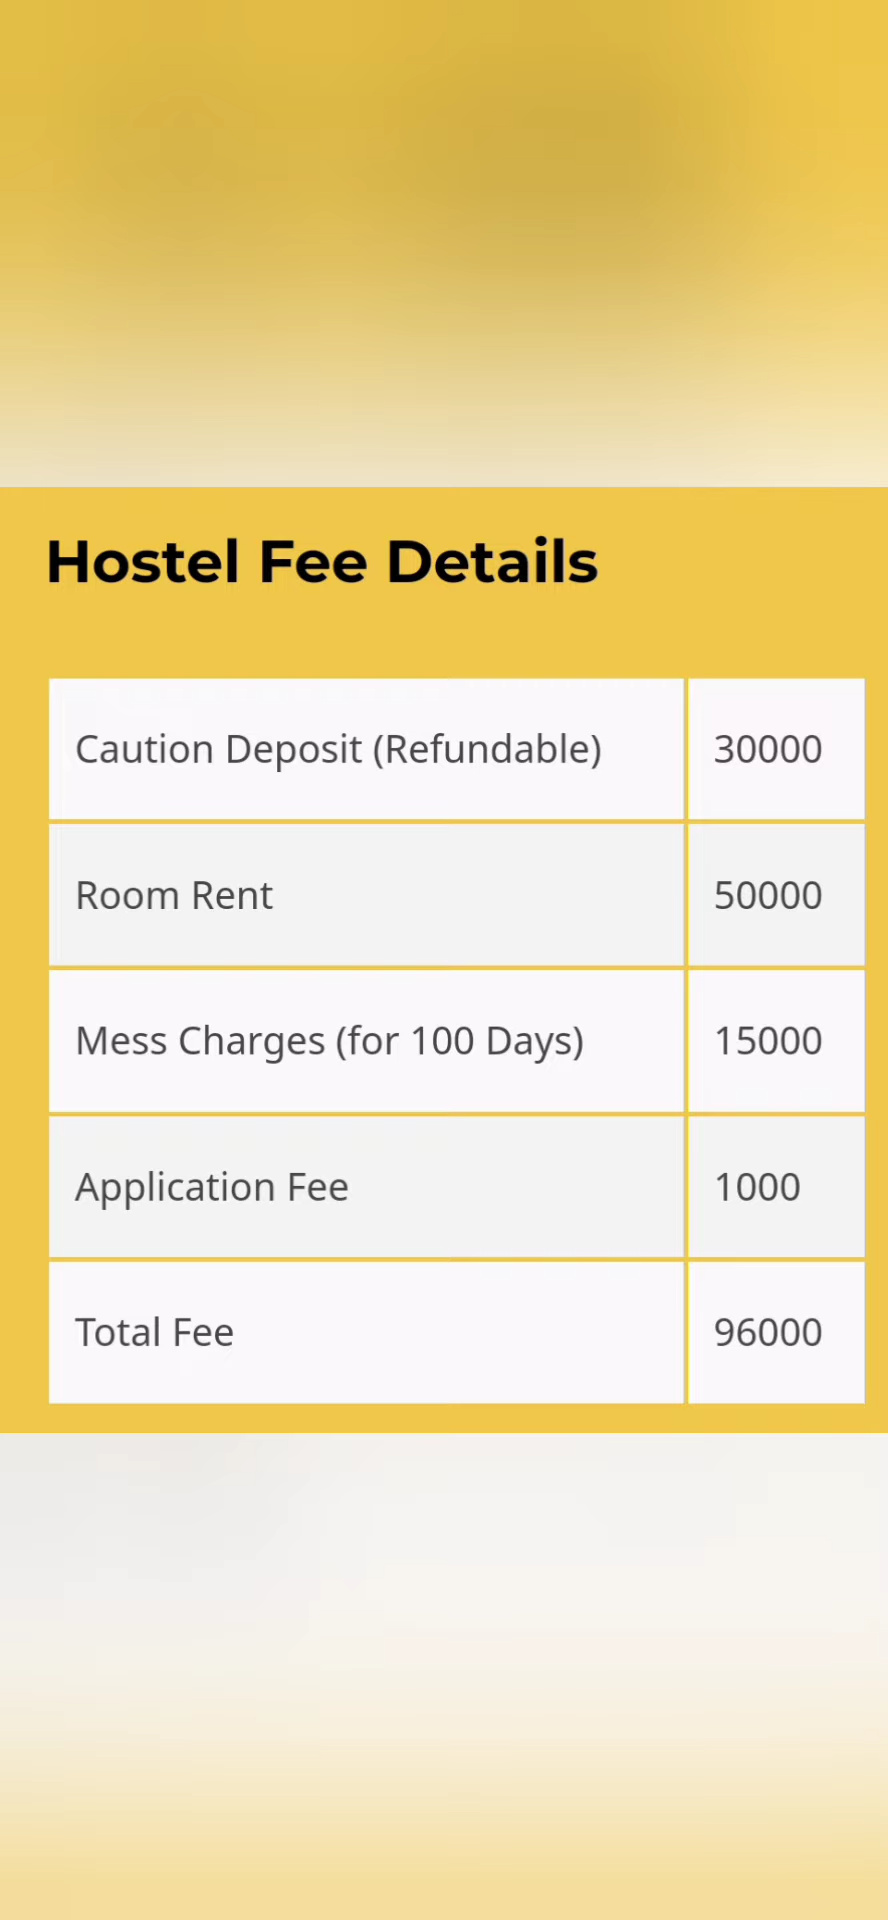 Hostel Fee Details
Caution Deposit (Refundable) 30000
Room Rent 50000
Mess Charges (for 100 Days) 15000
Application Fee 1000
Total Fee 96000